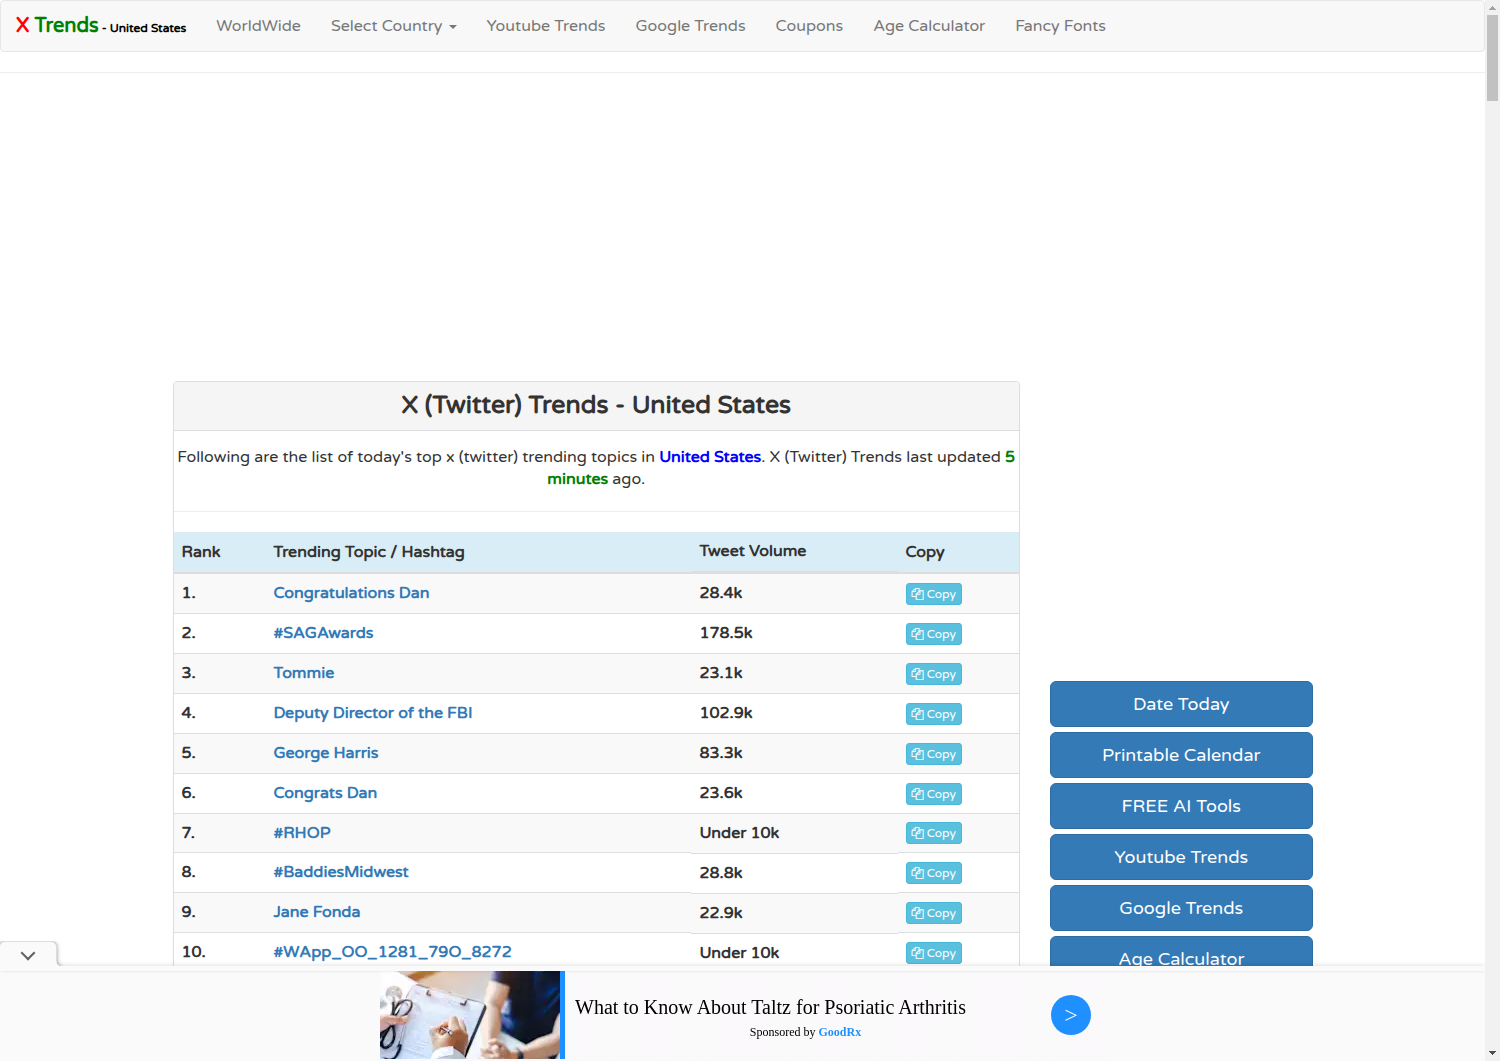 X Trends - United States
WorldWide
Select Country
Youtube Trends
Google Trends
Coupons
Age Calculator
Fancy Fonts
X (Twitter) Trends - United States
Following are the list of today's top x (twitter) trending topics in United States. X (Twitter) Trends last updated 5
minutes ago.
Rank Trending Topic / Hashtag Tweet Volume Copy
1. Congratulations Dan 28.4k Copy
2. #SAGAwards 178.5k Copy
3. Tommie 23.1k Copy
4. Deputy Director of the FBI 102.9k Copy
5. George Harris 83.3k Copy
6. Congrats Dan 23.6k Copy
7. #RHOP Under 10k Copy
8. #BaddiesMidwest 28.8k Copy
9. Jane Fonda 22.9k Copy
10. #WApp_OO_1281_79O_8272 Under 10k Copy
Date Today
Printable Calendar
FREE AI Tools
Youtube Trends
Google Trends
Age Calculator
What to Know About Taltz for Psoriatic Arthritis
Sponsored by GoodRx
>